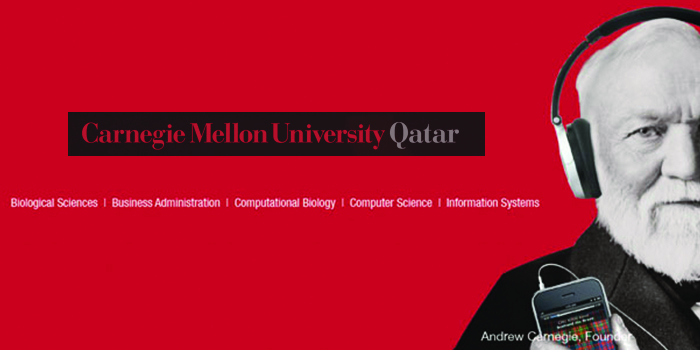 Carnegie Mellon University Qatar
Biological Sciences | Business Administration | Computational Biology | Computer Science | Information Systems
Andrew Carnegie, Founder